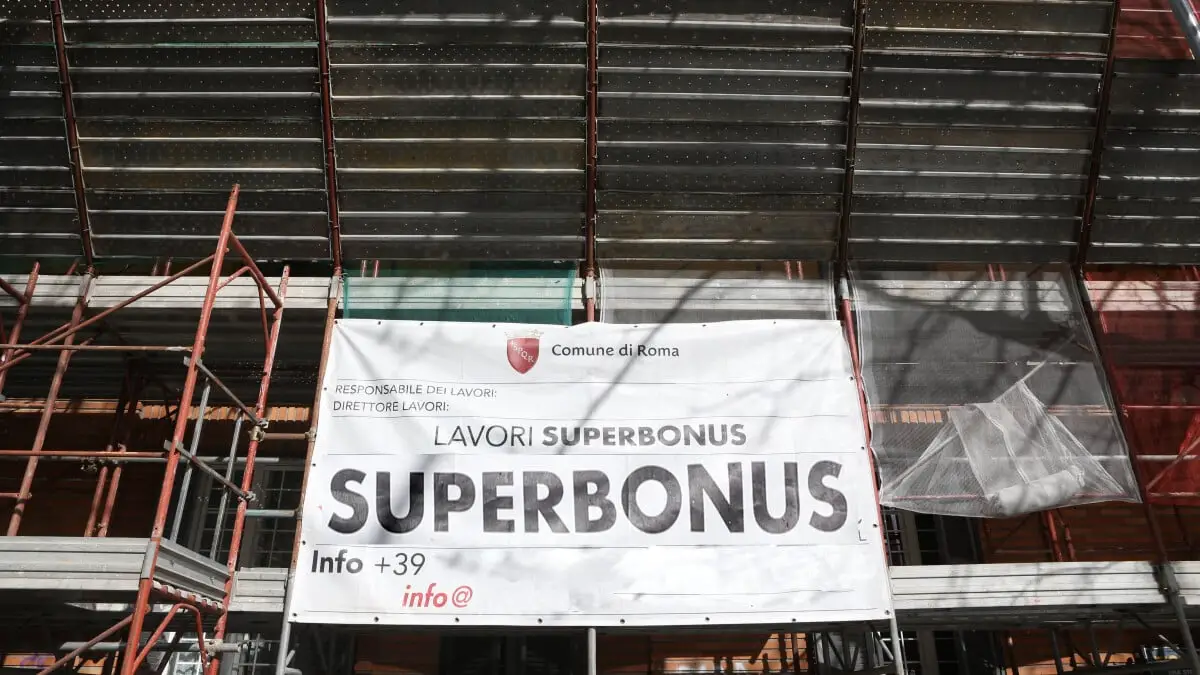 SPQR
Comune di Roma
RESPONSABILE DEI LAVORI:
DIRETTORE LAVORI:
LAVORI SUPERBONUS
SUPERBONUS
Info +39
info@